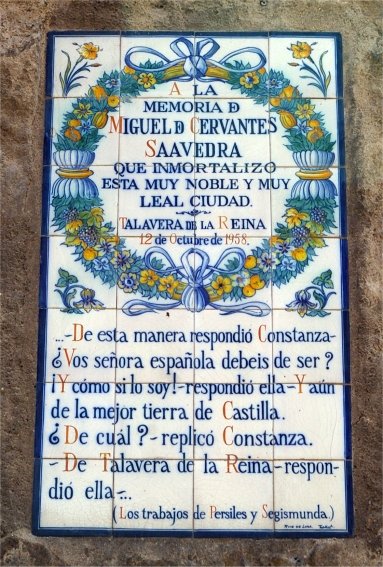 A LA
MEMORIA D
MIGUEL D CERVANTES
SAAVEDRA
QUE INMORTALIZÓ
ESTA MUY NOBLE Y MUY
LEAL CIUDAD.
TALAVERA DE LA REINA
12 de Octubre de 1958.
...-De esta manera respondió Constanza-
¿Vos señora española debeis de ser?
¡Y cómo si lo soy!-respondió ella-Y aún
de la mejor tierra de Castilla.
¿De cuál?-replicó Constanza.
-De Talavera de la Reina-respon-
dió ella-...
(Los trabajos de Persiles y Segismunda.)
RUIZ DE LUNA